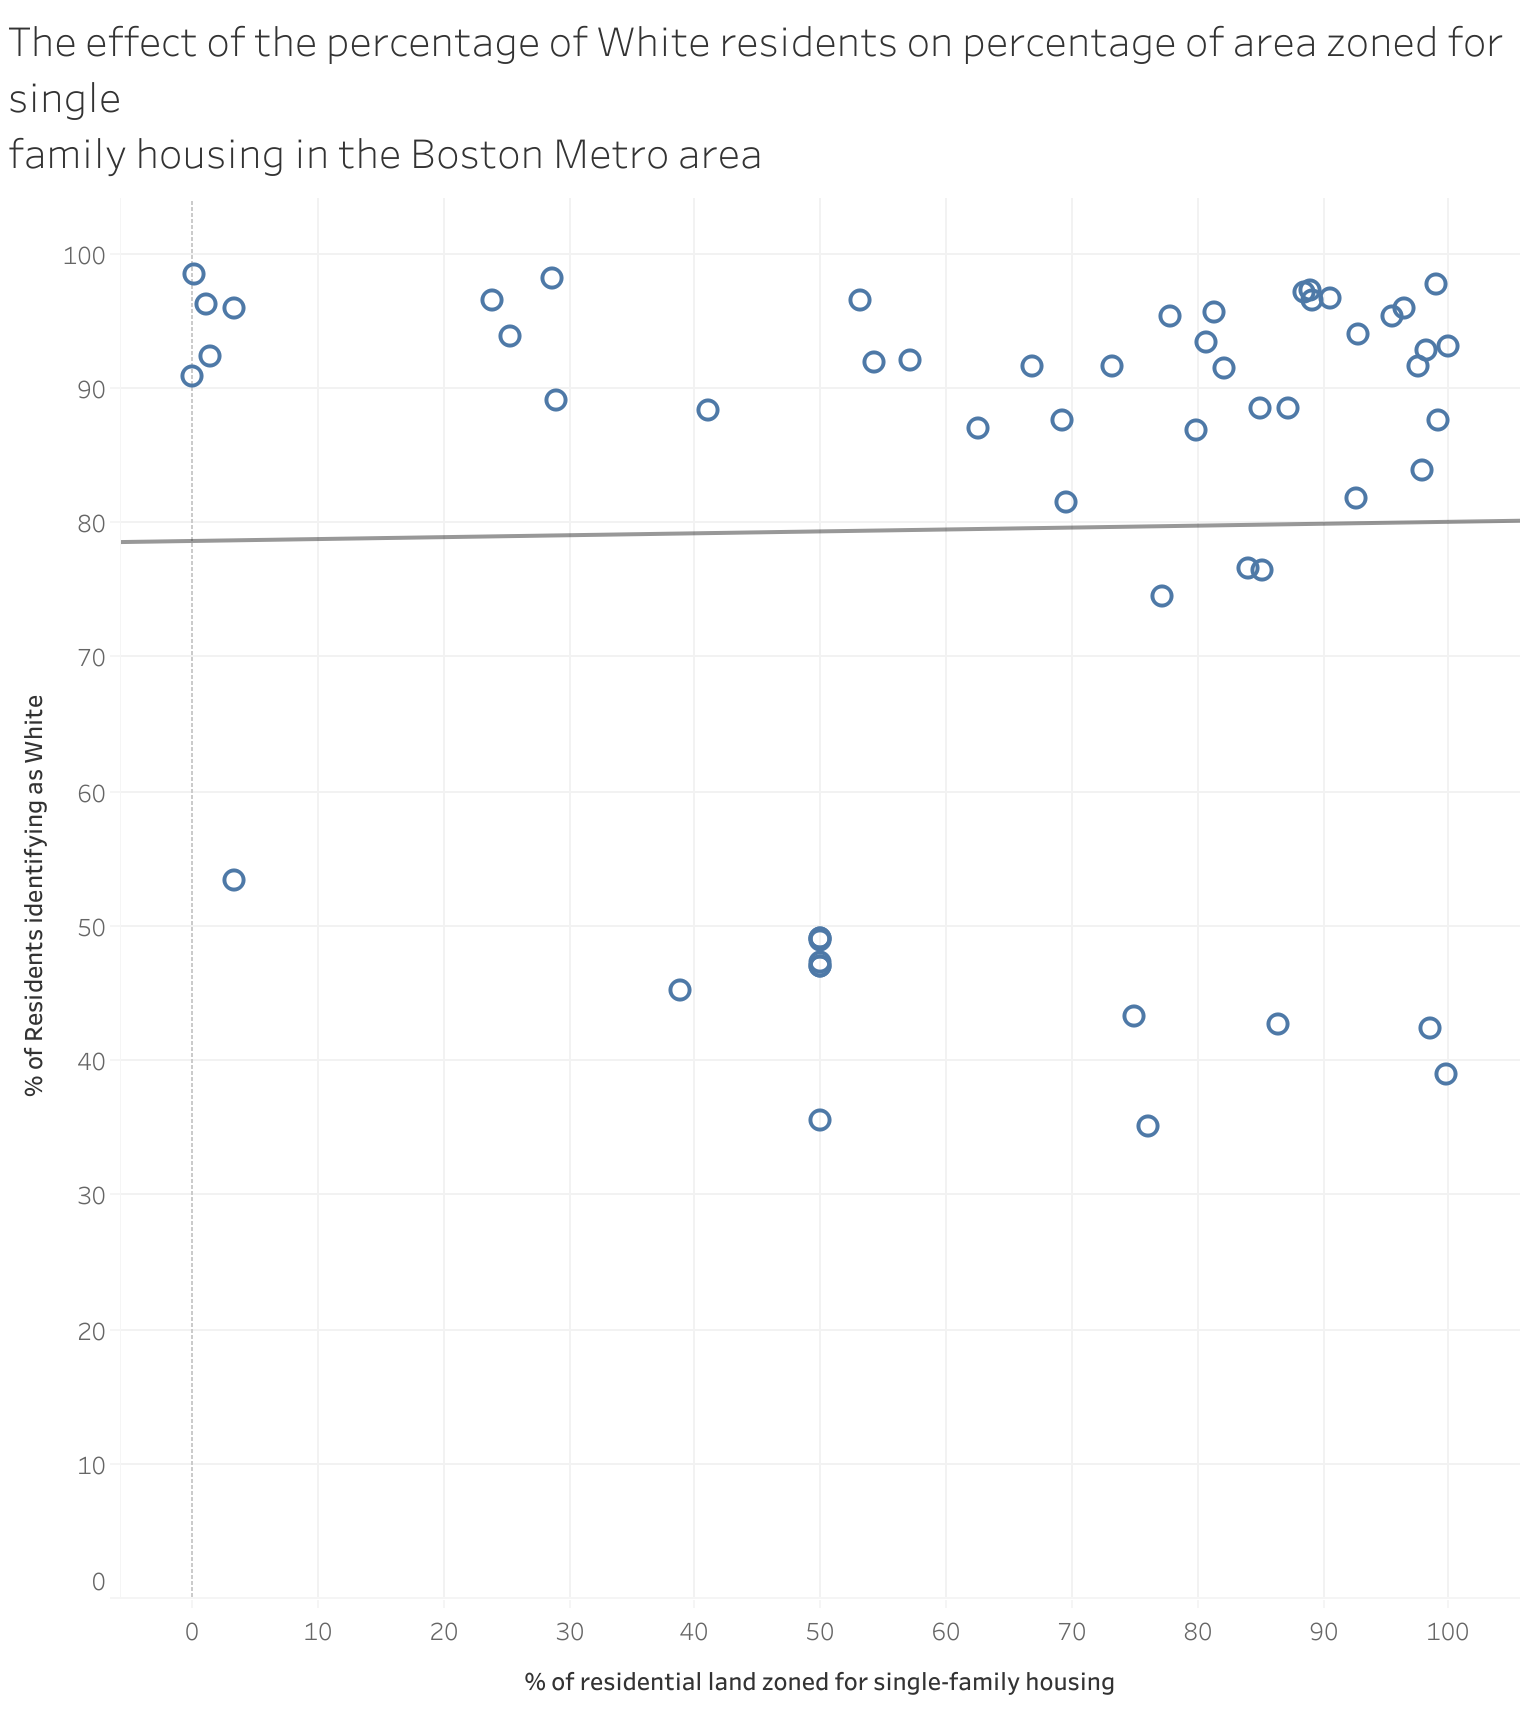 The effect of the percentage of White residents on percentage of area zoned for
single
family housing in the Boston Metro area
100
90
80
70
60
50
40
30
20
10
0
% of Residents identifying as White
0 10 20 30 40 50 60 70 80 90 100
% of residential land zoned for single-family housing